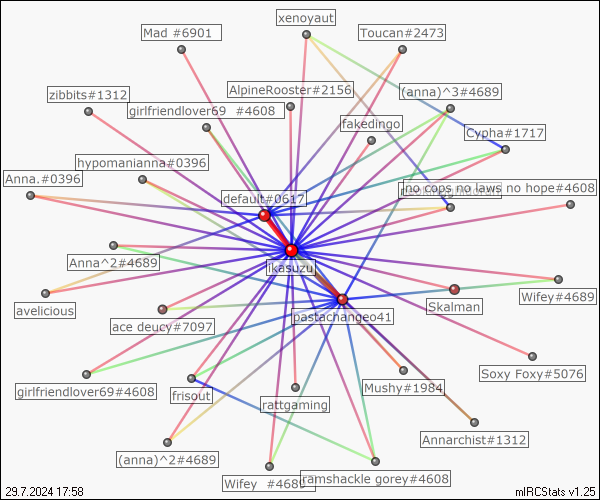 xenoyaut
Mad #6901
Toucan#2473
AlpineRooster#2156
(anna)^3#4689
zibbits#1312
girlfriendlover69 #4608
fakedingo
Cypha#1717
hypomanianna#0396
Anna.#0396
no cops no laws no hope#4608
default#0617
Anna^2#4689
ikasuzu
avelicious
Skalman
Wifey#4689
pastachangeo41
ace deucy#7097
Soxy Foxy#5076
girlfriendlover69#4608
Mushy#1984
frisout
rattgaming
Annarchist#1312
(anna)^2#4689
Wifey #4689
ramshackle gorey#4608
29.7.2024 17:58
mIRCStats v1.25